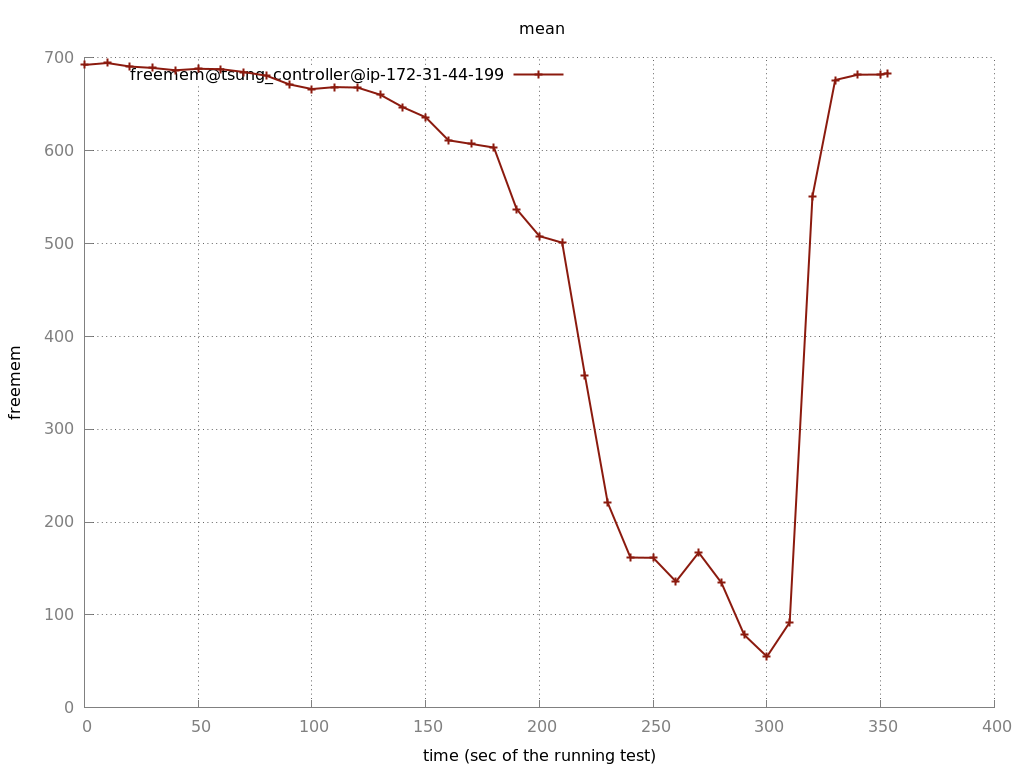 mean
freemem@tsung_controller@ip-172-31-44-199
700
600
500
400
300
200
100
0
freemem
0 50 100 150 200 250 300 350 400
time (sec of the running test)